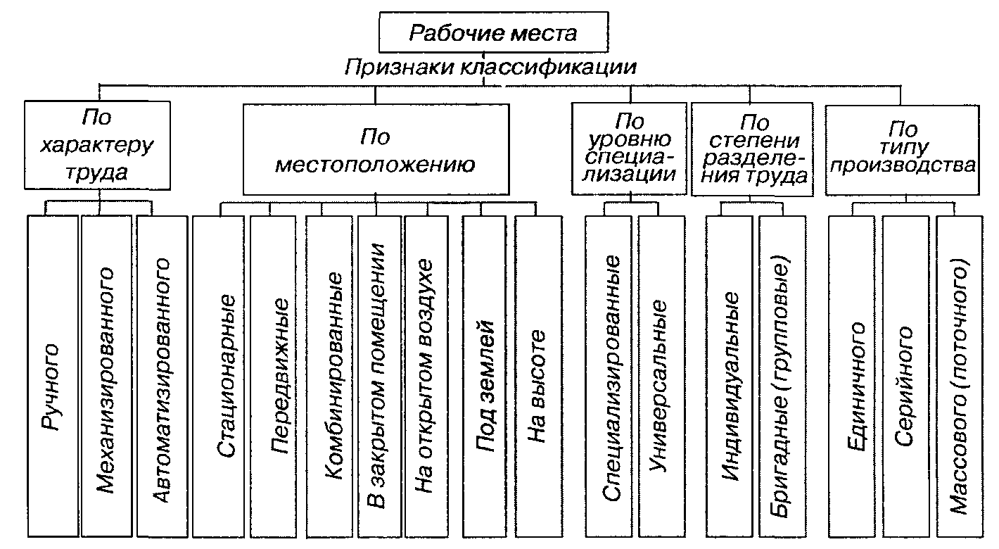 Рабочие места
Признаки классификации
По
характеру
труда
По
местоположению
По
уровню
специа-
лизации
По
степени
разделе-
ния труда
По
типу
производства
Ручного
Механизированного
Автоматизированного
Стационарные
Передвижные
Комбинированные
В закрытом помещении
На открытом воздухе
Под землей
На высоте
Специализированные
Универсальные
Индивидуальные
Бригадные (групповые)
Единичного
Серийного
Массового (поточного)